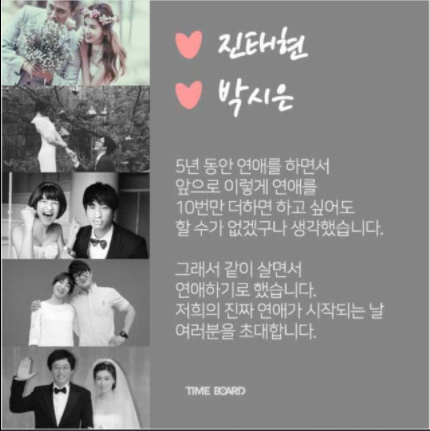 진태현
박시은
5년 동안 연애를 하면서
앞으로 이렇게 연애를
10번만 더하면 하고 싶어도
할 수가 없겠구나 생각했습니다.
그래서 같이 살면서
연애하기로 했습니다.
저희의 진짜 연애가 시작되는 날
여러분을 초대합니다.
TIME BOARD